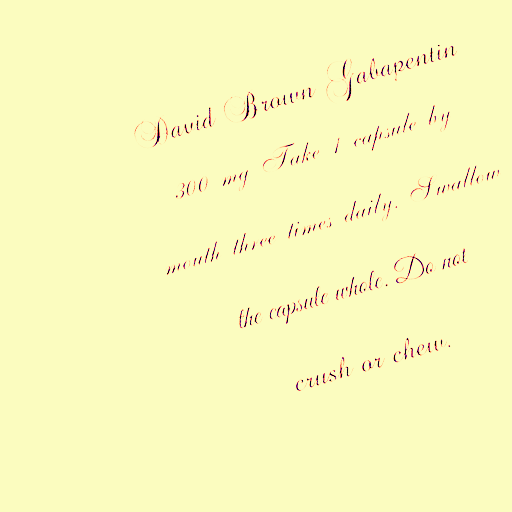 David Brown Gabapentin
300 mg Take 1 capsule by
mouth three times daily. Swallow
the capsule whole. Do not
crush or chew.